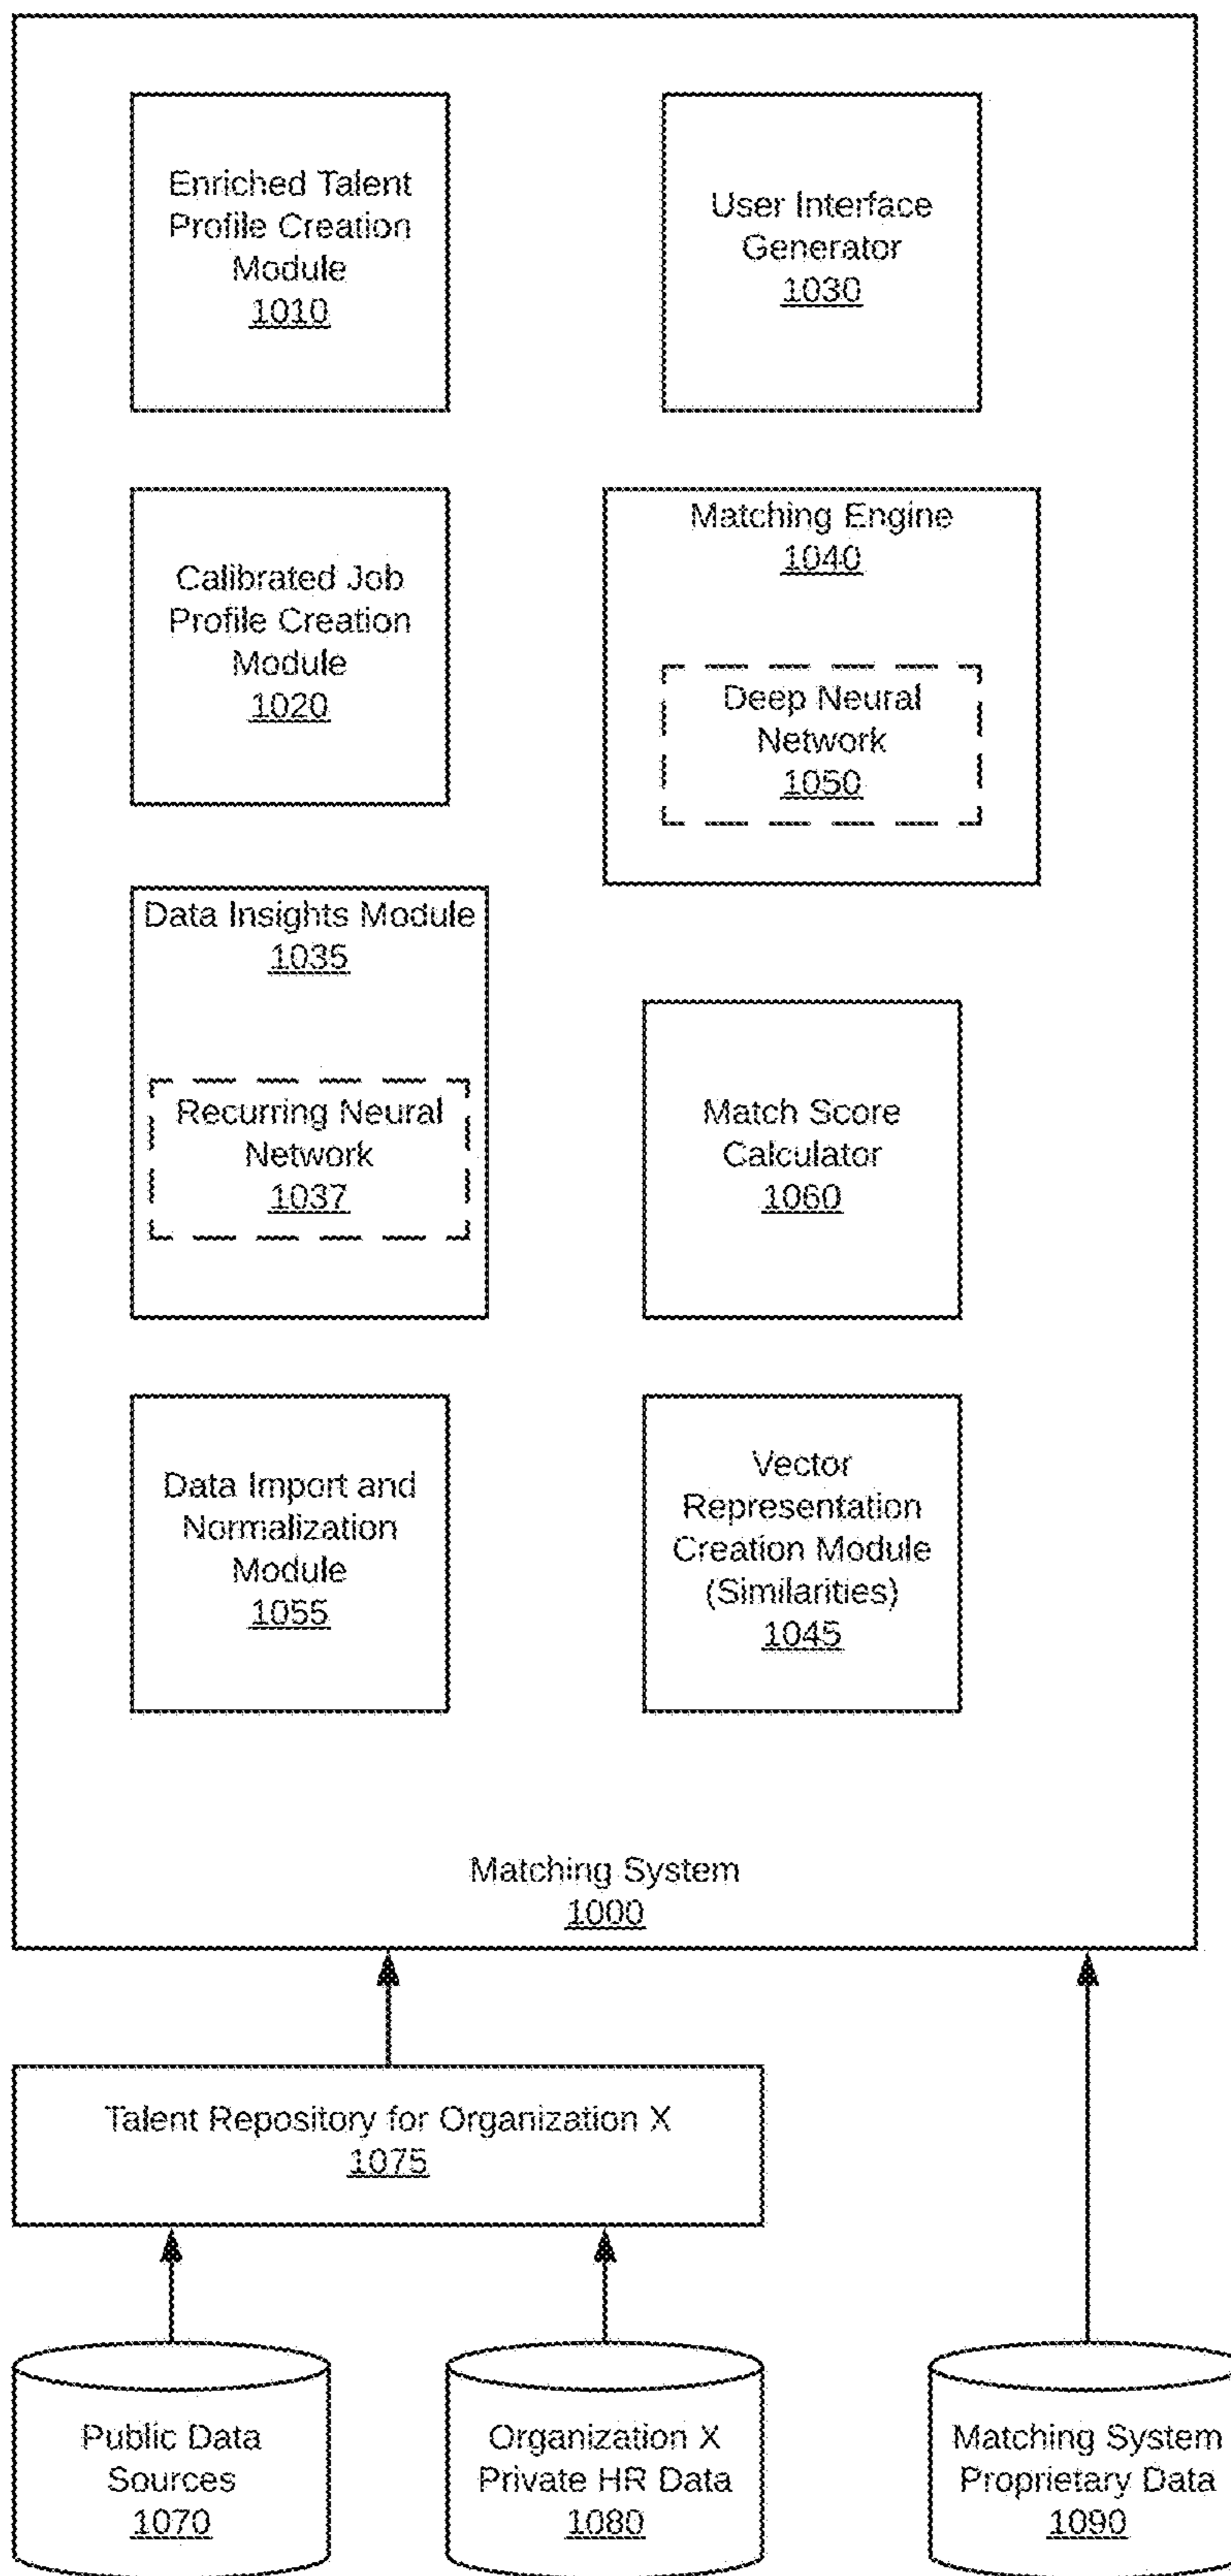 Enriched Talent
Profile Creation
Module
1010
User Interface
Generator
1030
Calibrated Job
Profile Creation
Module
1020
Matching Engine
1040
Deep Neural
Network
1050
Data Insights Module
1035
Recurring Neural
Network
1037
Match Score
Calculator
1060
Data Import and
Normalization
Module
1055
Vector
Representation
Creation Module
(Similarities)
1045
Matching System
1000
Talent Repository for Organization X
1075
Public Data
Sources
1070
Organization X
Private HR Data
1080
Matching System
Proprietary Data
1090